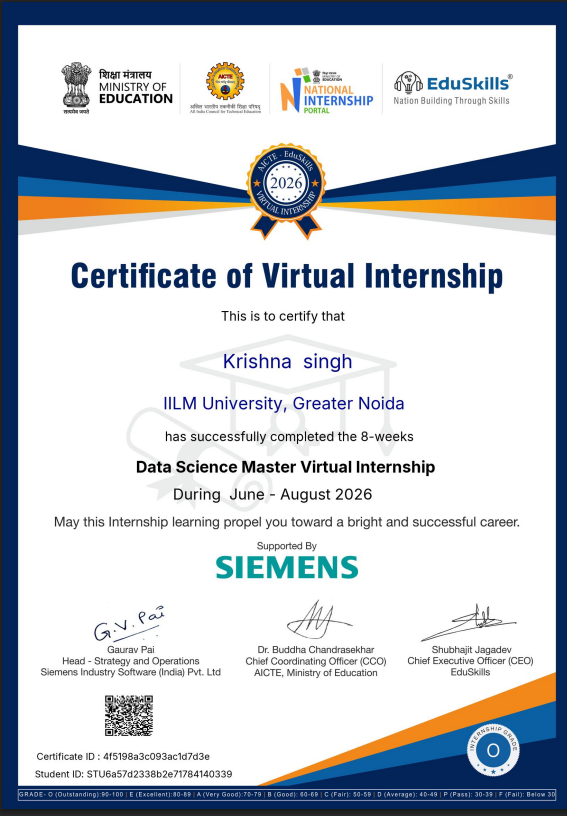 शिक्षा मंत्रालय
MINISTRY OF
EDUCATION
सत्यमेव जयते
AICTE
अखिल भारतीय तकनीकी शिक्षा परिषद्
All India Council for Technical Education
MINISTRY OF
EDUCATION
NATIONAL
INTERNSHIP
PORTAL
EduSkills®
Nation Building Through Skills
AICTE - EduSkills
2026
VIRTUAL INTERNSHIP
Certificate of Virtual Internship
This is to certify that
Krishna singh
IILM University, Greater Noida
has successfully completed the 8-weeks
Data Science Master Virtual Internship
During June - August 2026
May this Internship learning propel you toward a bright and successful career.
Supported By
SIEMENS
G.V. Pai
Gaurav Pai
Head - Strategy and Operations
Siemens Industry Software (India) Pvt. Ltd
Dr. Buddha Chandrasekhar
Chief Coordinating Officer (CCO)
AICTE, Ministry of Education
Shubhajit Jagadev
Chief Executive Officer (CEO)
EduSkills
INTERNSHIP GRADE
O
Certificate ID : 4f5198a3c093ac1d7d3e
Student ID: STU6a57d2338b2e71784140339
GRADE- O (Outstanding):90-100 | E (Excellent):80-89 | A (Very Good):70-79 | B (Good): 60-69 | C (Fair): 50-59 | D (Average): 40-49 | P (Pass): 30-39 | F (Fail): Below 30